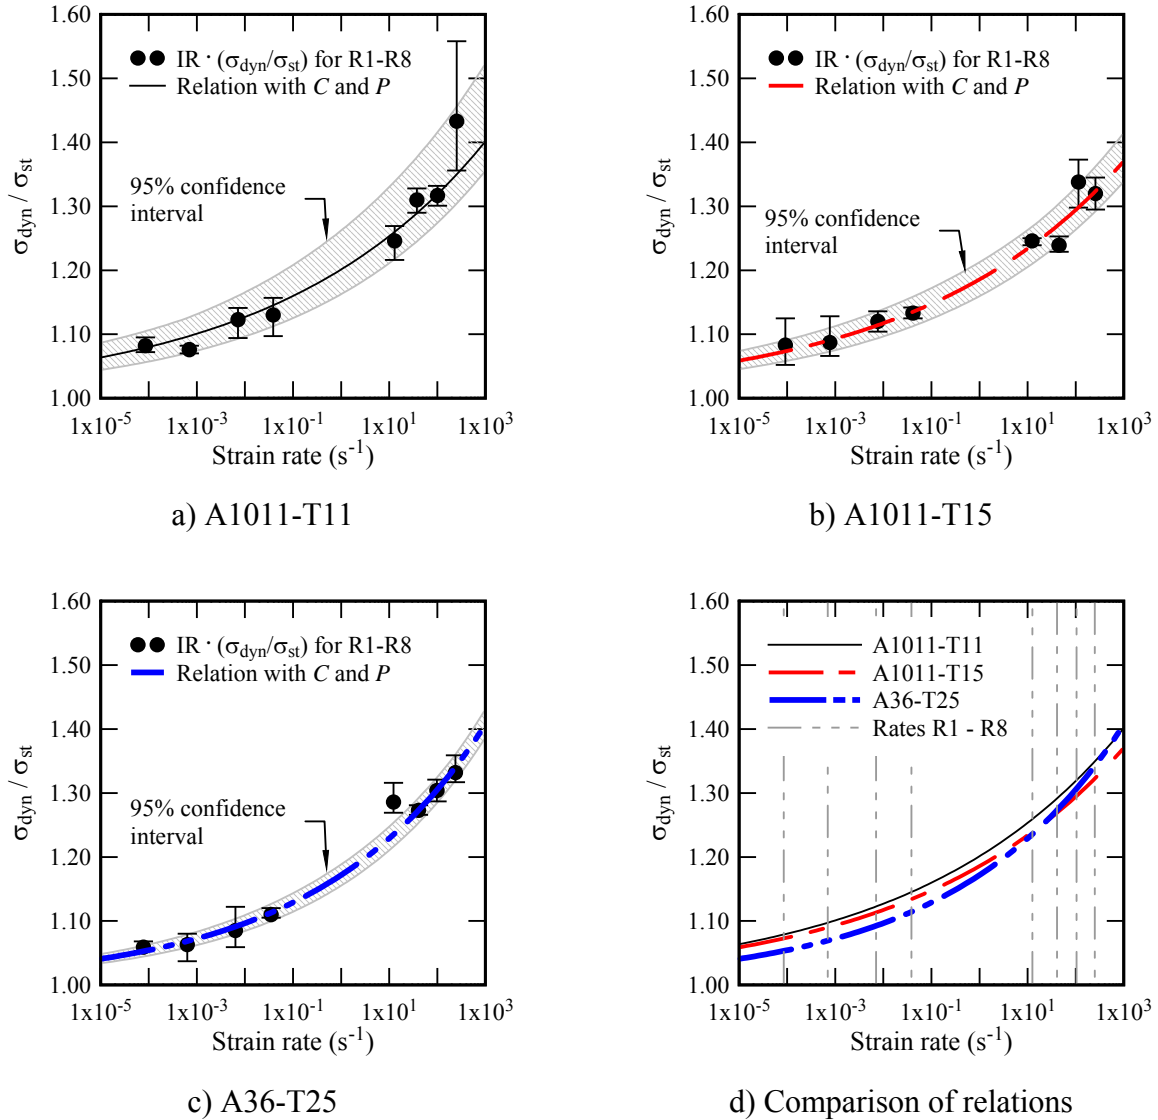 1.60
1.50
1.40
1.30
1.20
1.10
1.00
σdyn / σst
IR · (σdyn/σst) for R1-R8
Relation with C and P
95% confidence
interval
1x10⁻⁵ 1x10⁻³ 1x10⁻¹ 1x10¹ 1x10³
Strain rate (s⁻¹)
a) A1011-T11
1.60
1.50
1.40
1.30
1.20
1.10
1.00
σdyn / σst
IR · (σdyn/σst) for R1-R8
Relation with C and P
95% confidence
interval
1x10⁻⁵ 1x10⁻³ 1x10⁻¹ 1x10¹ 1x10³
Strain rate (s⁻¹)
b) A1011-T15
1.60
1.50
1.40
1.30
1.20
1.10
1.00
σdyn / σst
IR · (σdyn/σst) for R1-R8
Relation with C and P
95% confidence
interval
1x10⁻⁵ 1x10⁻³ 1x10⁻¹ 1x10¹ 1x10³
Strain rate (s⁻¹)
c) A36-T25
1.60
1.50
1.40
1.30
1.20
1.10
1.00
σdyn / σst
A1011-T11
A1011-T15
A36-T25
Rates R1 - R8
1x10⁻⁵ 1x10⁻³ 1x10⁻¹ 1x10¹ 1x10³
Strain rate (s⁻¹)
d) Comparison of relations